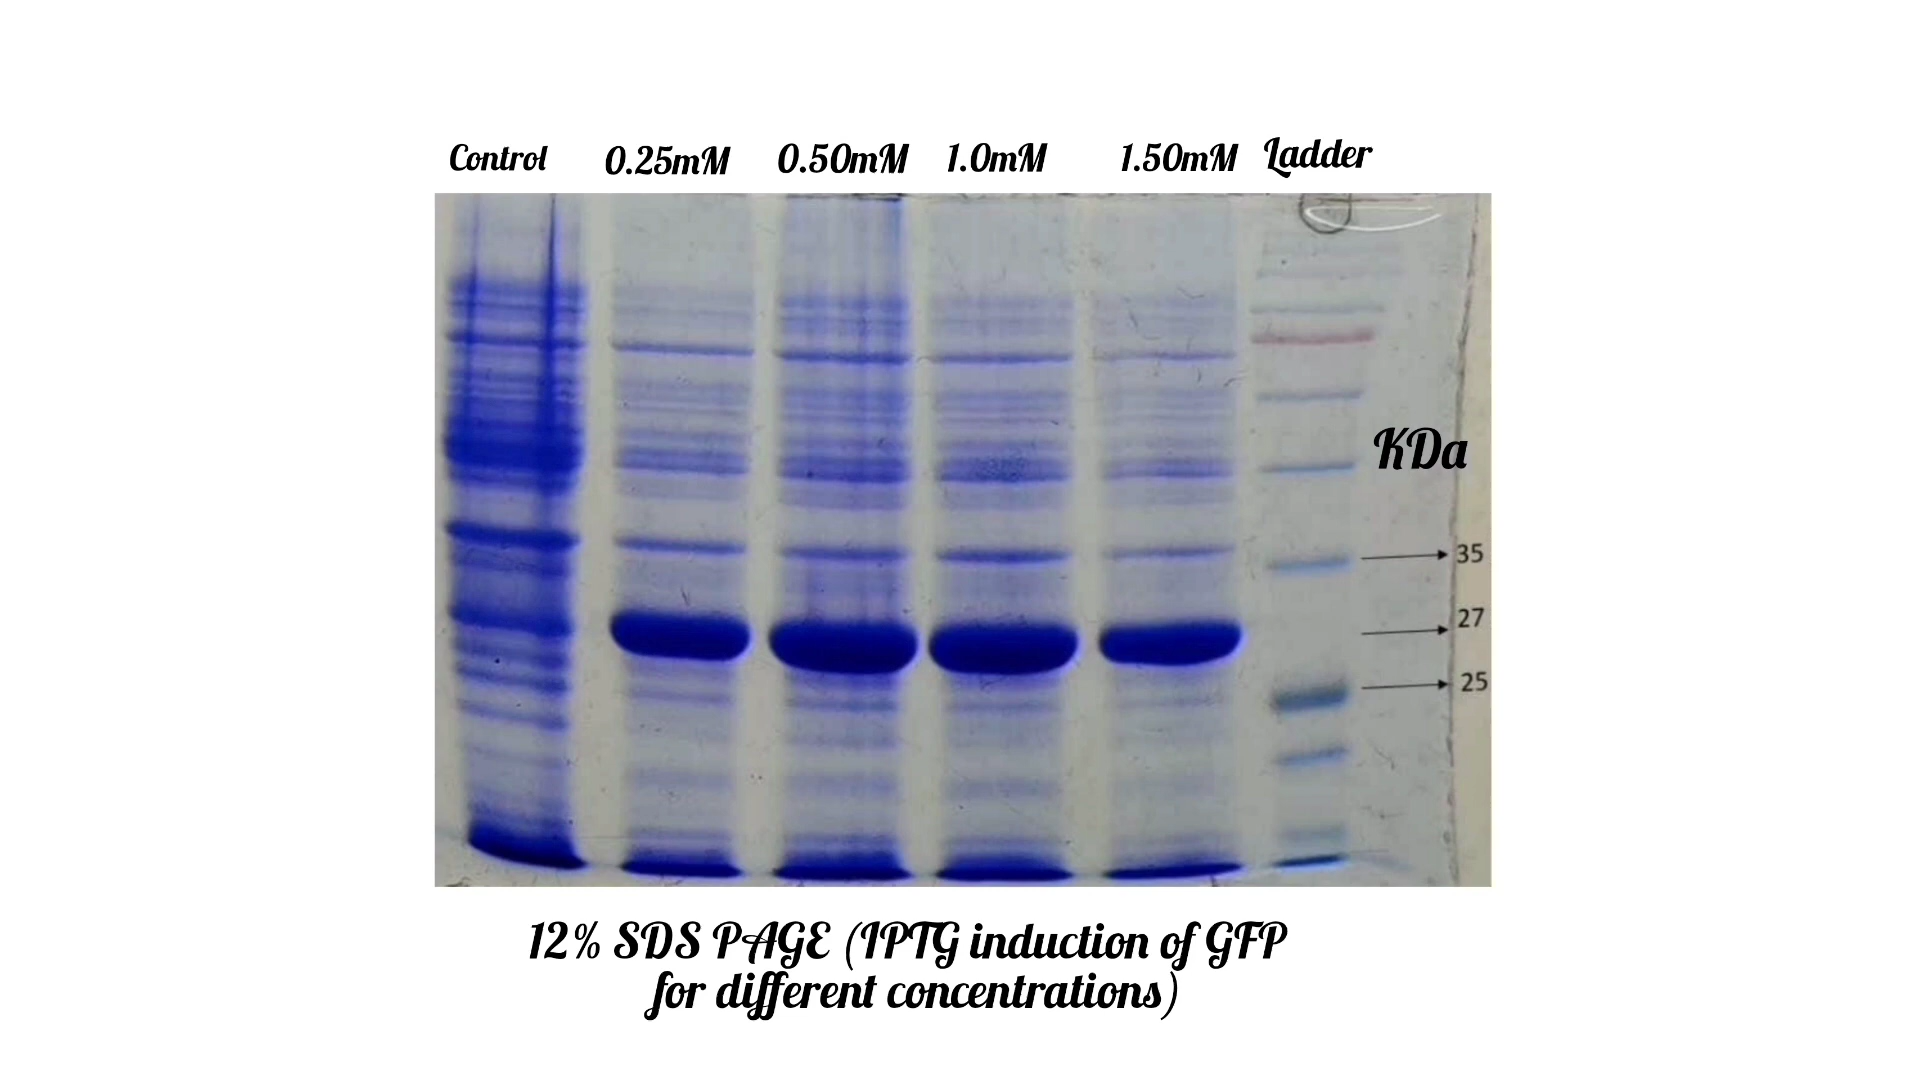 Control 0.25mM 0.50mM 1.0mM 1.50mM Ladder
KDa
35
27
25
12% SDS PAGE (IPTG induction of GFP
for different concentrations)